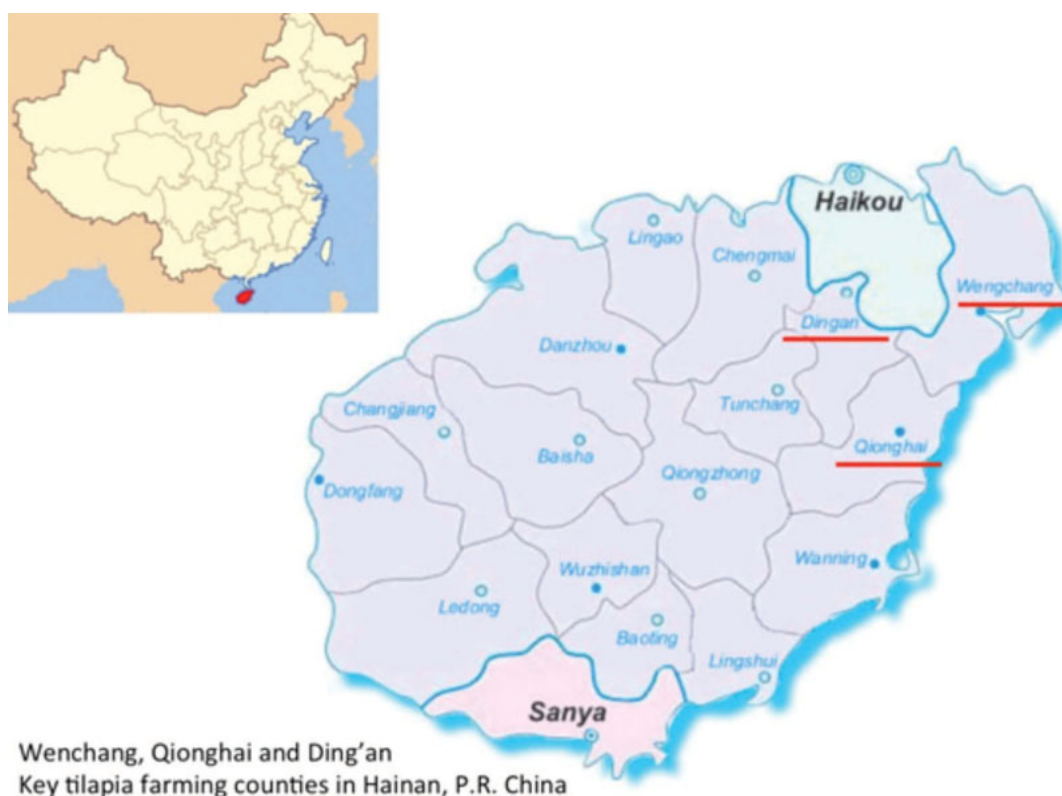 Haikou
Lingao
Chengmai
Wengchang
Dingan
Danzhou
Tunchang
Changjiang
Qionghai
Baisha
Qiongzhong
Dongfang
Wanning
Wuzhishan
Ledong
Baoting
Lingshui
Sanya
Wenchang, Qionghai and Ding’an
Key tilapia farming counties in Hainan, P.R. China